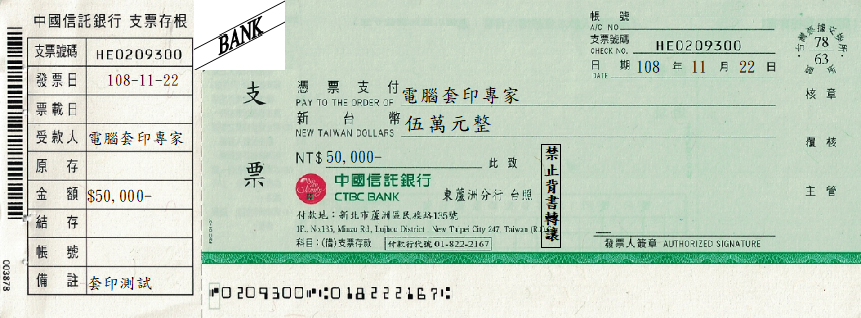 中國信託銀行 支票存根
支票號碼 HE0209300
發票日 108-11-22
票載日
受款人 電腦套印專家
原存
金額 $50,000-
結存
帳號
備註 套印測試
CC3878
BANK
支票
帳號
A/C NO.
支票號碼
CHECK NO. HE0209300
日期 108 年 11 月 22 日
DATE
78
63
憑票支付
PAY TO THE ORDER OF 電腦套印專家
新台幣
NEW TAIWAN DOLLARS 伍萬元整
NT$ 50,000- 此致
中國信託銀行
CTBC BANK 東蘆洲分行 台照
付款地：新北市蘆洲區民族路135號
1F., No.135, Minzu Rd., Lujhou District New Taipei City 247 Taiwan
科目：(借)支票存款 付款行代號 01-822-2167
禁止背書轉讓
核章
覆核
主管
發票人簽章 AUTHORIZED SIGNATURE
0209300 018222167